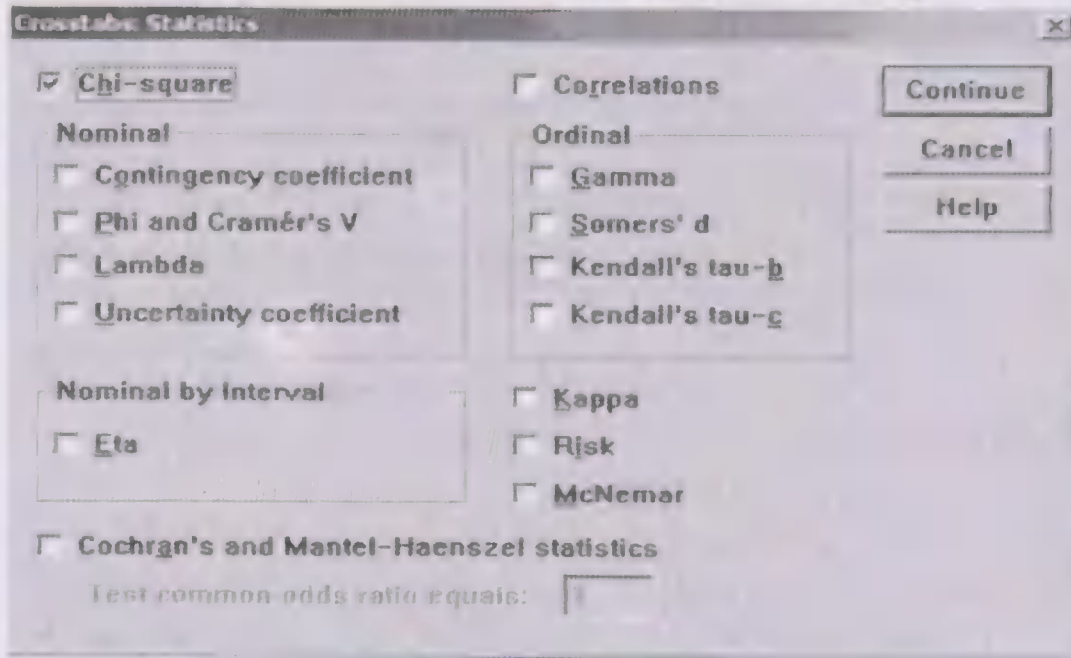 Crosstabs: Statistics
Chi-square
Correlations
Continue
Nominal
Ordinal
Cancel
Contingency coefficient
Gamma
Help
Phi and Cramér's V
Somers' d
Lambda
Kendall's tau-b
Uncertainty coefficient
Kendall's tau-c
Nominal by Interval
Kappa
Eta
Risk
McNemar
Cochran's and Mantel-Haenszel statistics
Test common odds ratio equals: